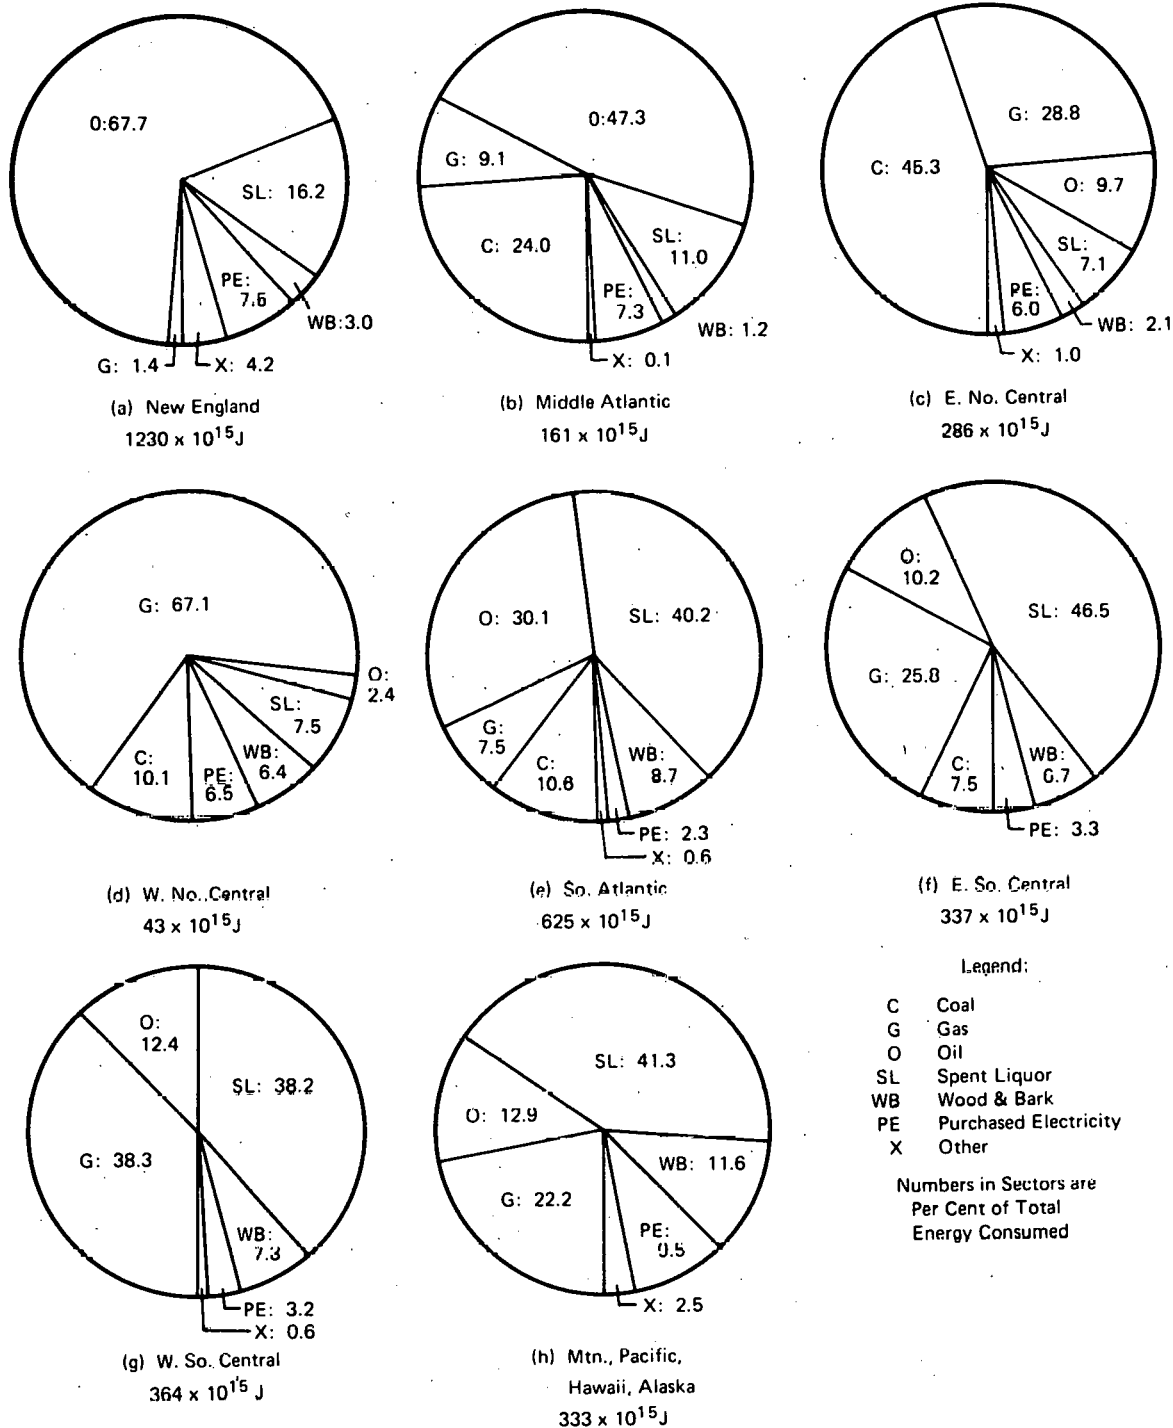 O:67.7
SL: 16.2
PE:
7.6
WB:3.0
G: 1.4
X: 4.2
(a) New England
1230 x 10¹⁵J
O:47.3
G: 9.1
C: 24.0
SL:
11.0
PE:
7.3
WB: 1.2
X: 0.1
(b) Middle Atlantic
161 x 10¹⁵J
G: 28.8
C: 45.3
O: 9.7
SL:
7.1
PE:
6.0
WB: 2.1
X: 1.0
(c) E. No. Central
286 x 10¹⁵J
G: 67.1
O:
2.4
SL:
7.5
WB:
6.4
C:
10.1
PE:
6.5
(d) W. No. Central
43 x 10¹⁵J
O: 30.1
SL: 40.2
G:
7.5
C:
10.6
WB:
8.7
PE: 2.3
X: 0.6
(e) So. Atlantic
625 x 10¹⁵J
O:
10.2
SL: 46.5
G: 25.8
C:
7.5
WB:
PE: 3.3
(f) E. So. Central
337 x 10¹⁵J
O:
12.4
SL: 38.2
G: 38.3
WB:
7.3
PE: 3.2
X: 0.6
(g) W. So. Central
364 x 10¹⁵ J
SL: 41.3
O: 12.9
WB: 11.6
G: 22.2
PE:
X: 2.5
(h) Mtn., Pacific,
Hawaii, Alaska
333 x 10¹⁵J
Legend:
C Coal
G Gas
O Oil
SL Spent Liquor
WB Wood & Bark
PE Purchased Electricity
X Other
Numbers in Sectors are
Per Cent of Total
Energy Consumed